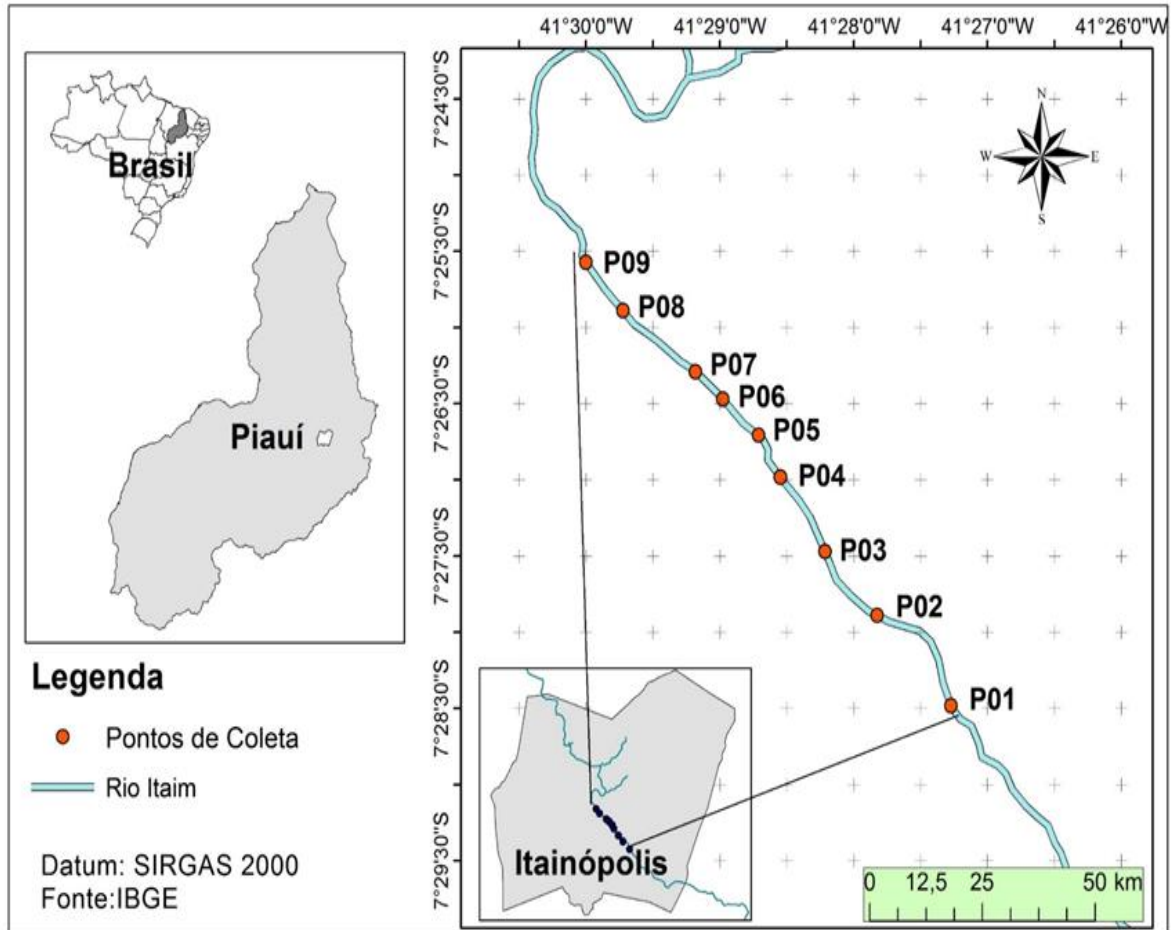 41°30'0"W 41°29'0"W 41°28'0"W 41°27'0"W 41°26'0"W
7°24'30"S
7°25'30"S
7°26'30"S
7°27'30"S
7°28'30"S
7°29'30"S
N
W E
S
Brasil
Piauí
P09
P08
P07
P06
P05
P04
P03
P02
P01
Itainópolis
Legenda
Pontos de Coleta
Rio Itaim
Datum: SIRGAS 2000
Fonte:IBGE
0 12,5 25 50 km